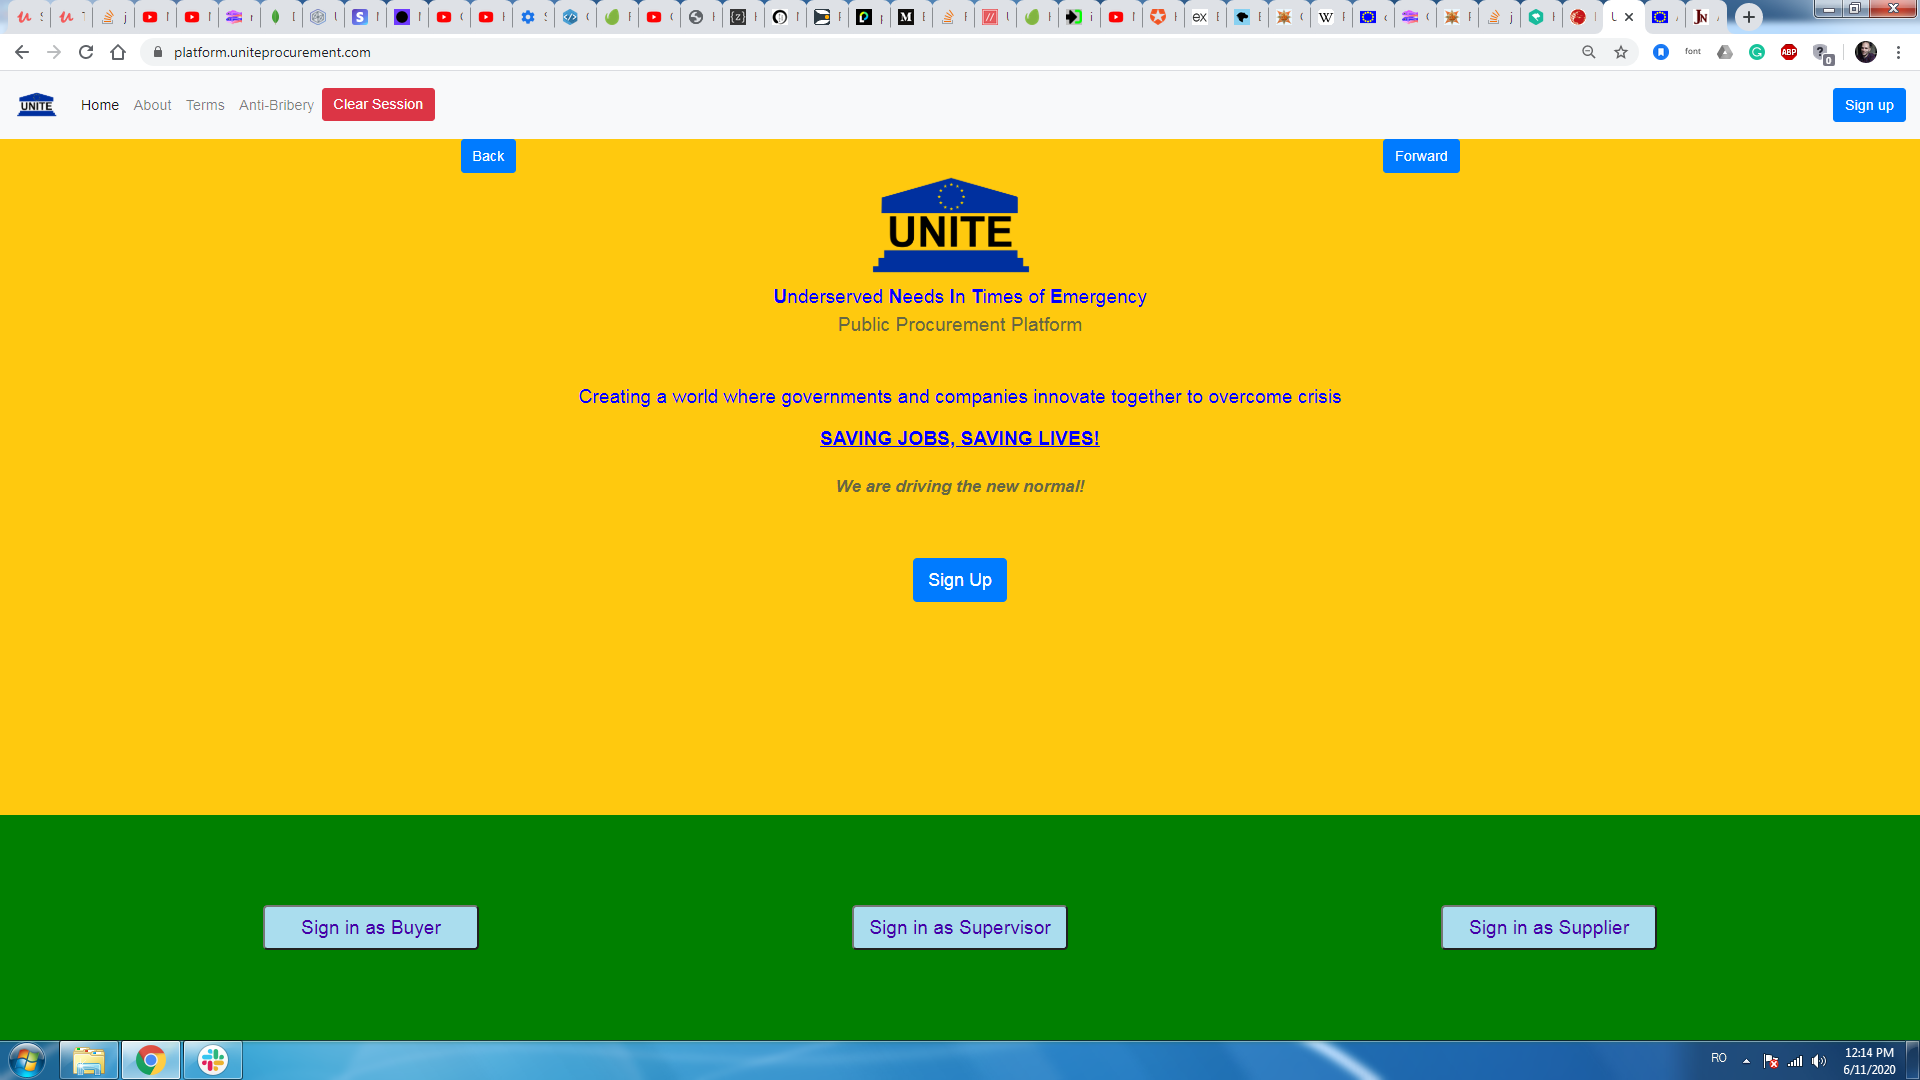 platform.uniteprocurement.com
font
ABP
0
UNITE
Home
About
Terms
Anti-Bribery
Clear Session
Sign up
Back
Forward
UNITE
Underserved Needs In Times of Emergency
Public Procurement Platform
Creating a world where governments and companies innovate together to overcome crisis
SAVING JOBS, SAVING LIVES!
We are driving the new normal!
Sign Up
Sign in as Buyer
Sign in as Supervisor
Sign in as Supplier
RO
12:14 PM
6/11/2020